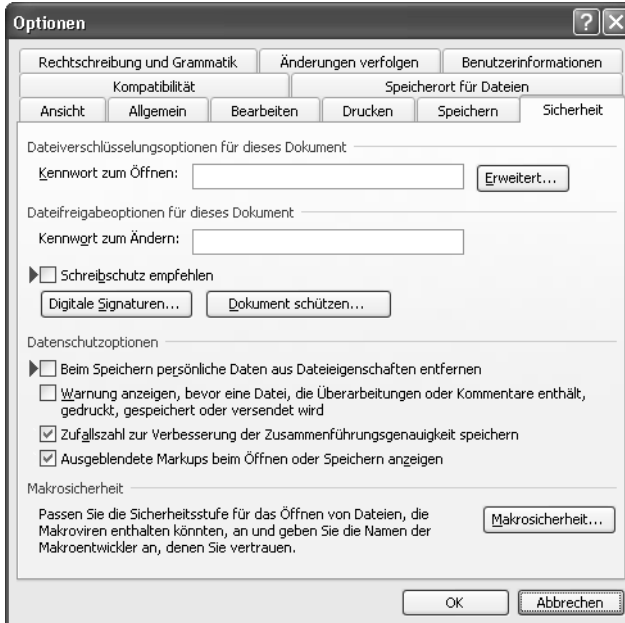 Optionen
Rechtschreibung und Grammatik Änderungen verfolgen Benutzerinformationen
Kompatibilität Speicherort für Dateien
Ansicht Allgemein Bearbeiten Drucken Speichern Sicherheit
Dateiverschlüsselungsoptionen für dieses Dokument
Kennwort zum Öffnen: Erweitert...
Dateifreigabeoptionen für dieses Dokument
Kennwort zum Ändern:
Schreibschutz empfehlen
Digitale Signaturen... Dokument schützen...
Datenschutzoptionen
Beim Speichern persönliche Daten aus Dateieigenschaften entfernen
Warnung anzeigen, bevor eine Datei, die Überarbeitungen oder Kommentare enthält,
gedruckt, gespeichert oder versendet wird
Zufallszahl zur Verbesserung der Zusammenführungsgenauigkeit speichern
Ausgeblendete Markups beim Öffnen oder Speichern anzeigen
Makrosicherheit
Passen Sie die Sicherheitsstufe für das Öffnen von Dateien, die
Makroviren enthalten könnten, an und geben Sie die Namen der
Makroentwickler an, denen Sie vertrauen.
Makrosicherheit...
OK Abbrechen